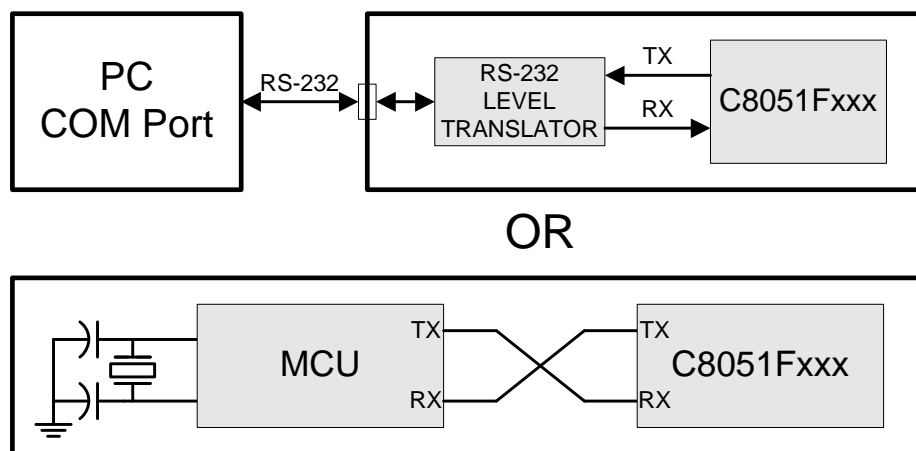 PC
COM Port
RS-232
RS-232
LEVEL
TRANSLATOR
TX
RX
C8051Fxxx
OR
MCU
TX
RX
TX
RX
C8051Fxxx